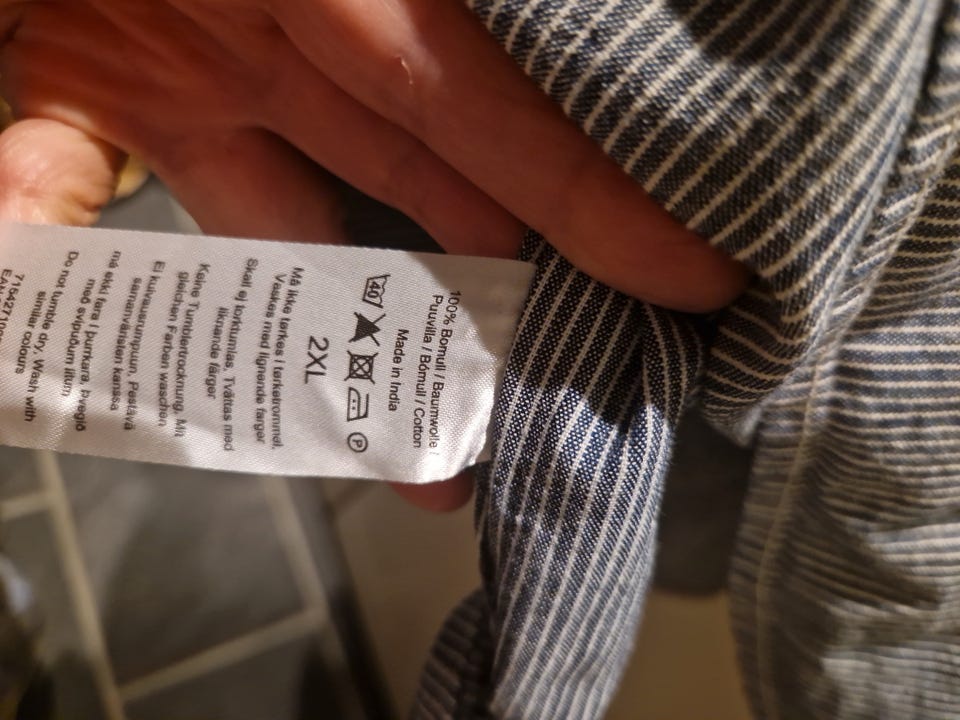 100% Bomull / Baumwolle /
Puuvilla / Bómull / Cotton
Made in India
40 P
2XL
Må ikke tørkes i tørketrommel.
Vaskes med lignende farger
Skall ej torktumlas, Tvättas med
liknande färger
Keine Tumblertrocknung, Mit
gleichen Farben waschen
Ei kuivausrumpuun, Pestävä
samanväristen kanssa
má ekki fara í þurrkara, Þvegið
með svipuðum litum
Do not tumble dry, Wash with
similar colours